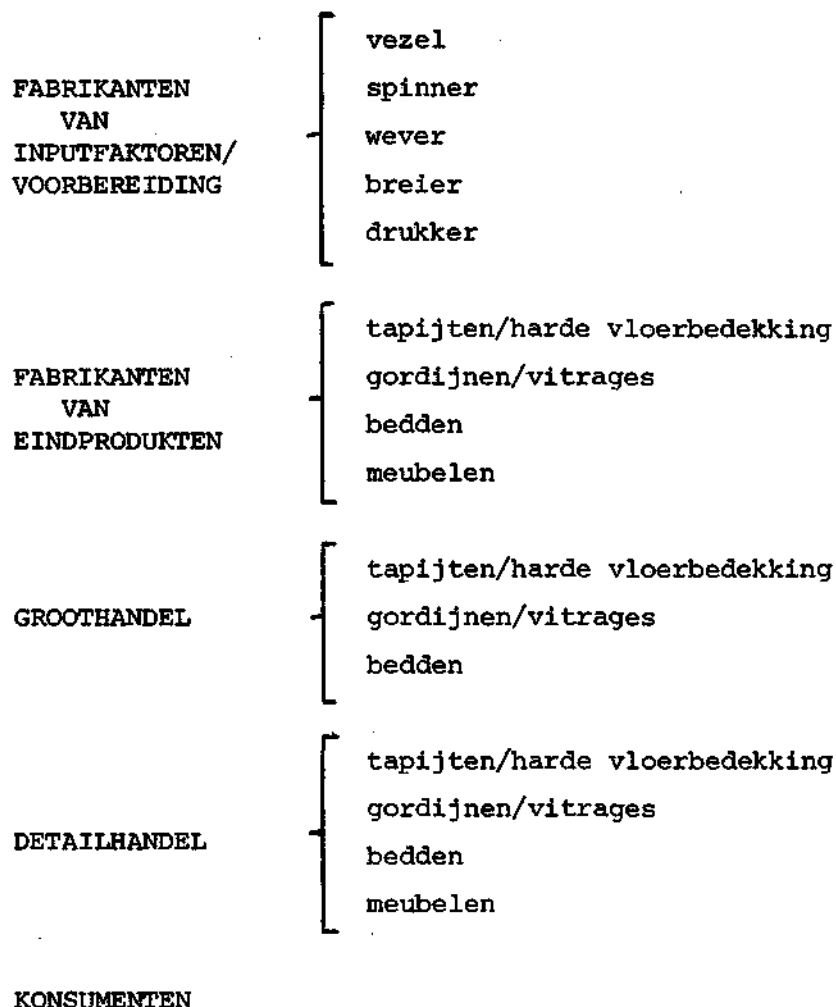 FABRIKANTEN
VAN
INPUTFAKTOREN/
VOORBEREIDING
vezel
spinner
wever
breier
drukker
FABRIKANTEN
VAN
EINDPRODUKTEN
tapijten/harde vloerbedekking
gordijnen/vitrages
bedden
meubelen
GROOTHANDEL
tapijten/harde vloerbedekking
gordijnen/vitrages
bedden
DETAILHANDEL
tapijten/harde vloerbedekking
gordijnen/vitrages
bedden
meubelen
KONSUMENTEN